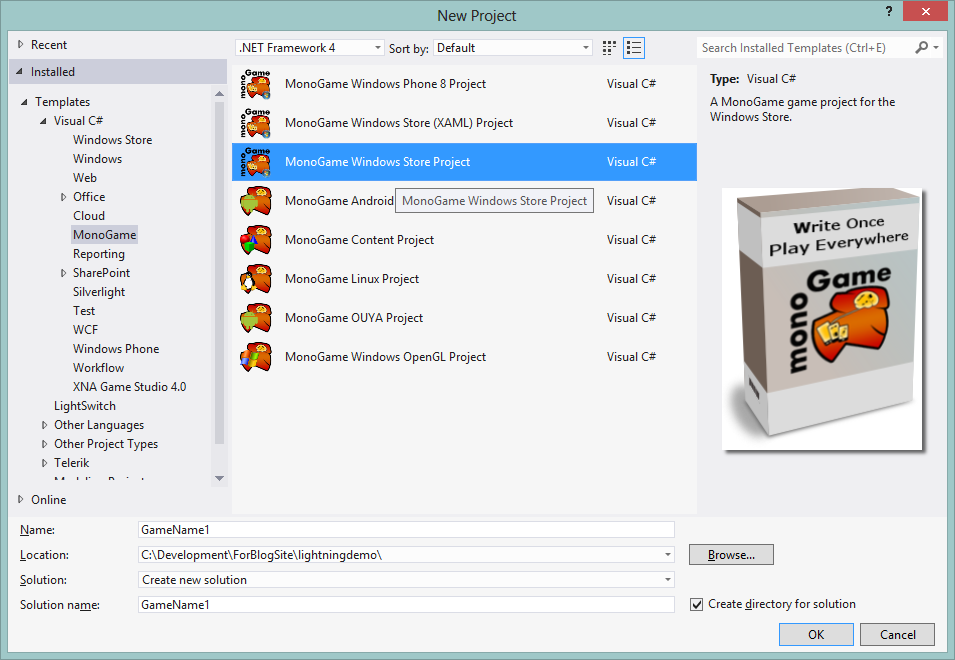 New Project
?
Recent
Installed
Templates
Visual C#
Windows Store
Windows
Web
Office
Cloud
MonoGame
Reporting
SharePoint
Silverlight
Test
WCF
Windows Phone
Workflow
XNA Game Studio 4.0
LightSwitch
Other Languages
Other Project Types
Telerik
Online
.NET Framework 4
Sort by:
Default
MonoGame Windows Phone 8 Project Visual C#
MonoGame Windows Store (XAML) Project Visual C#
MonoGame Windows Store Project Visual C#
MonoGame Android Visual C#
MonoGame Windows Store Project
MonoGame Content Project Visual C#
MonoGame Linux Project Visual C#
MonoGame OUYA Project Visual C#
MonoGame Windows OpenGL Project Visual C#
Search Installed Templates (Ctrl+E)
Type: Visual C#
A MonoGame game project for the
Windows Store.
Write Once
Play Everywhere
monoGame
Name: GameName1
Location: C:\Development\ForBlogSite\lightningdemo\
Browse...
Solution: Create new solution
Solution name: GameName1
Create directory for solution
OK
Cancel